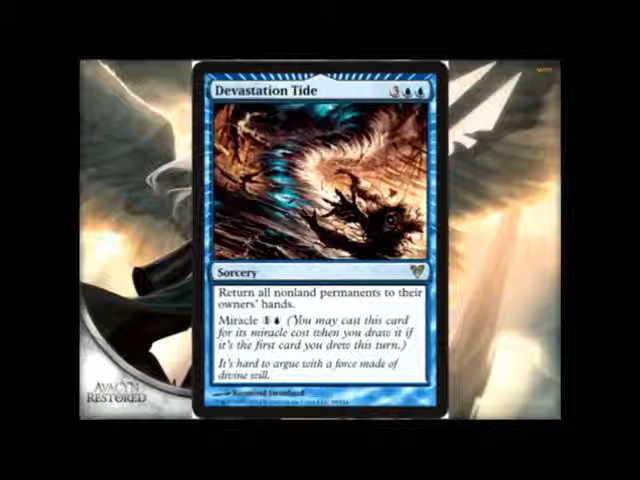 Devastation Tide 3
Sorcery
Return all nonland permanents to their
owners' hands.
Miracle 1 (You may cast this card
for its miracle cost when you draw it if
it's the first card you drew this turn.)
It's hard to argue with a force made of
divine will.
Raymond Swanland
AVACYN
RESTORED